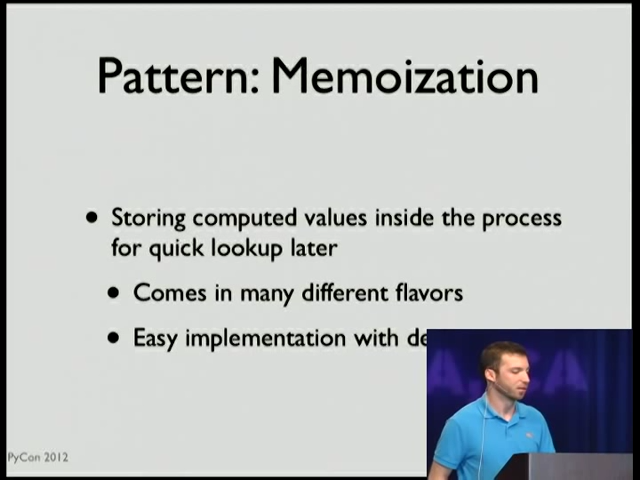 Pattern: Memoization
• Storing computed values inside the process
for quick lookup later
• Comes in many different flavors
• Easy implementation with de
PyCon 2012